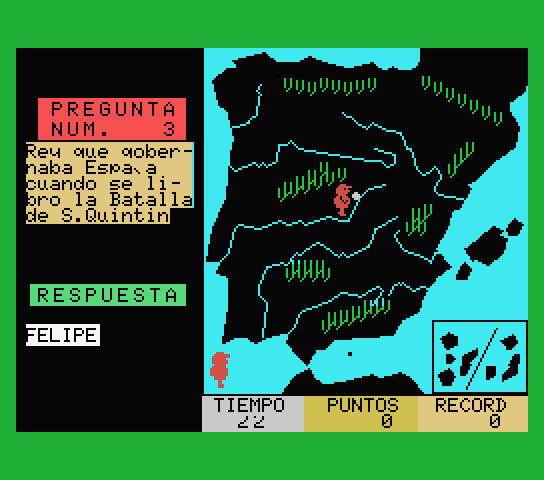 PREGUNTA
NUM. 3
Rey que gober-
naba España
cuando se li-
bro la Batalla
de S.Quintin
RESPUESTA
FELIPE
TIEMPO PUNTOS RECORD
22 0 0